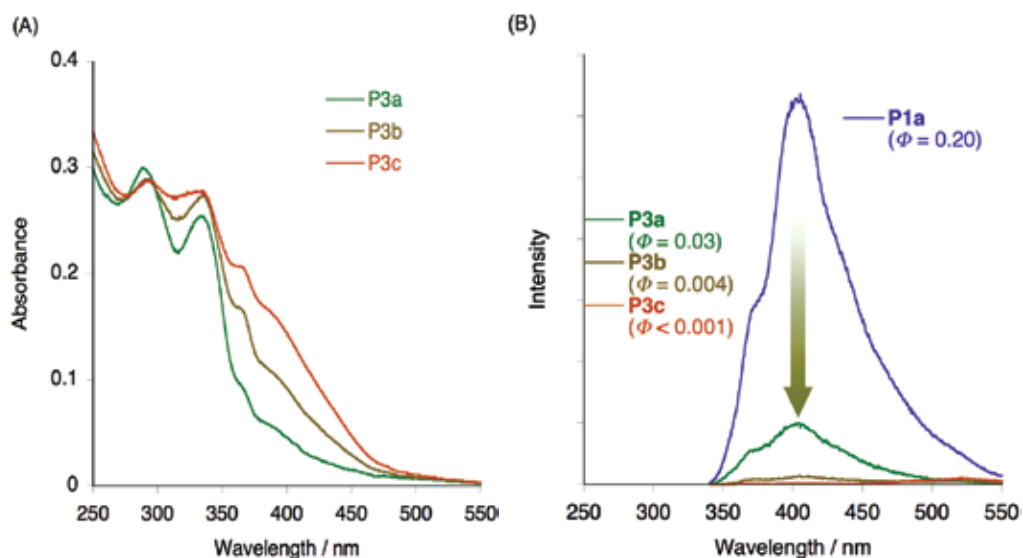 (A)
0.4
0.3
0.2
0.1
0
Absorbance
250 300 350 400 450 500 550
Wavelength / nm
P3a
P3b
P3c
(B)
Intensity
250 300 350 400 450 500 550
Wavelength / nm
P1a
(Φ = 0.20)
P3a
(Φ = 0.03)
P3b
(Φ = 0.004)
P3c
(Φ < 0.001)